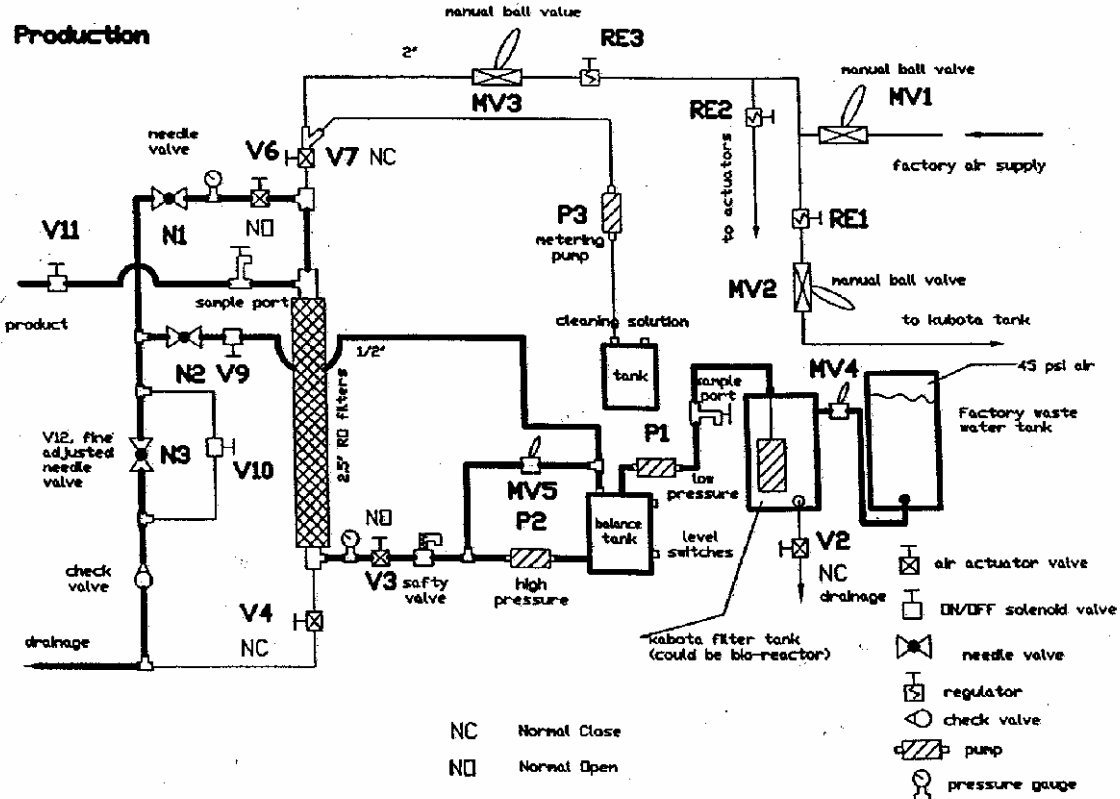 Production
manual ball value
2"
RE3
MV3
manual ball valve
MV1
RE2
factory air supply
to actuators
needle
valve
V6
V7 NC
N1
NO
P3
metering
pump
RE1
V11
sample port
product
MV2
manual ball valve
to kubota tank
cleaning solution
tank
1/2"
N2
V9
2.5" RO filters
V12, fine
adjusted
needle
valve
N3
V10
sample
port
MV4
45 psi air
Factory waste
water tank
P1
low
pressure
MV5
P2
NO
balance
tank
level
switches
V3
safty
valve
high
pressure
V2
NC
drainage
check
valve
V4
NC
drainage
kabota filter tank
(could be bio-reactor)
air actuator valve
ON/OFF solenoid valve
needle valve
regulator
check valve
pump
pressure gauge
NC Normal Close
NO Normal Open